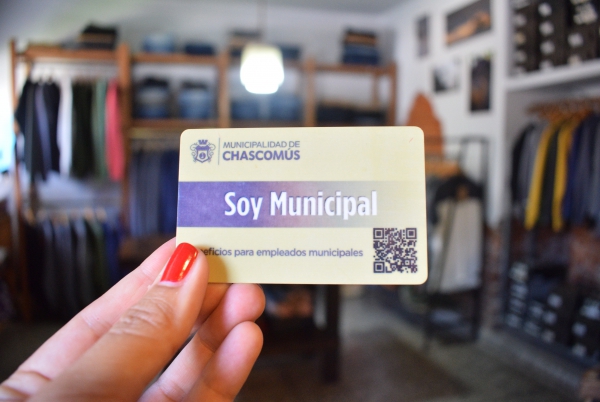 MUNICIPALIDAD DE
CHASCOMÚS
Soy Municipal
eficios para empleados municipales